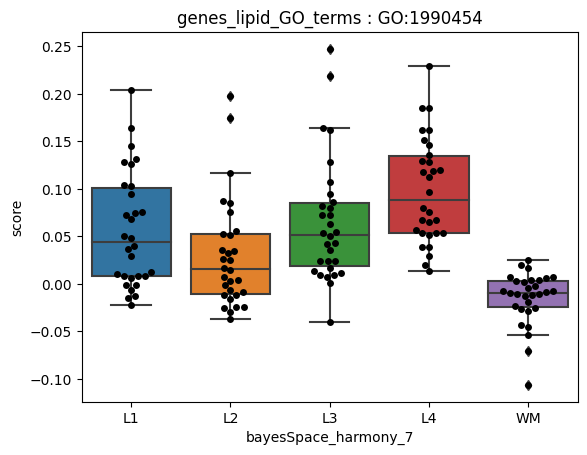 genes_lipid_GO_terms : GO:1990454
0.25
0.20
0.15
0.10
0.05
0.00
−0.05
−0.10
score
L1 L2 L3 L4 WM
bayesSpace_harmony_7